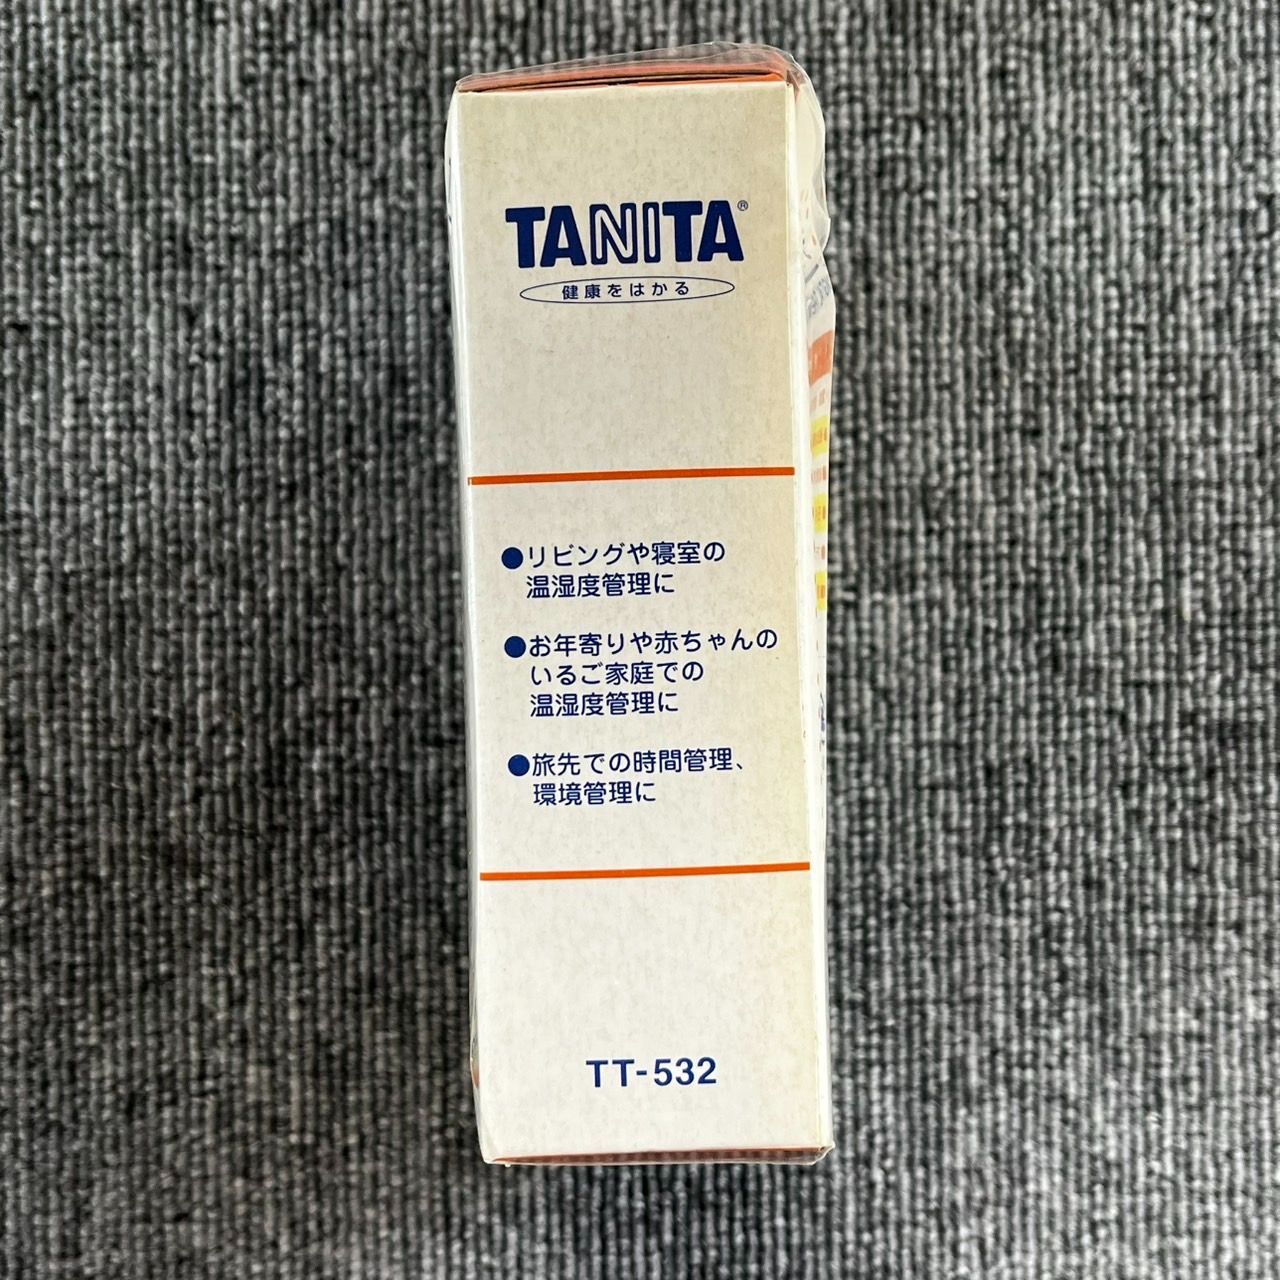 TANITA®
健康をはかる
●リビングや寝室の
温湿度管理に
●お年寄りや赤ちゃんの
いるご家庭での
温湿度管理に
●旅先での時間管理、
環境管理に
TT-532